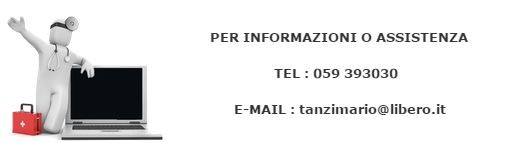 PER INFORMAZIONI O ASSISTENZA
TEL : 059 393030
E-MAIL : tanzimario@libero.it